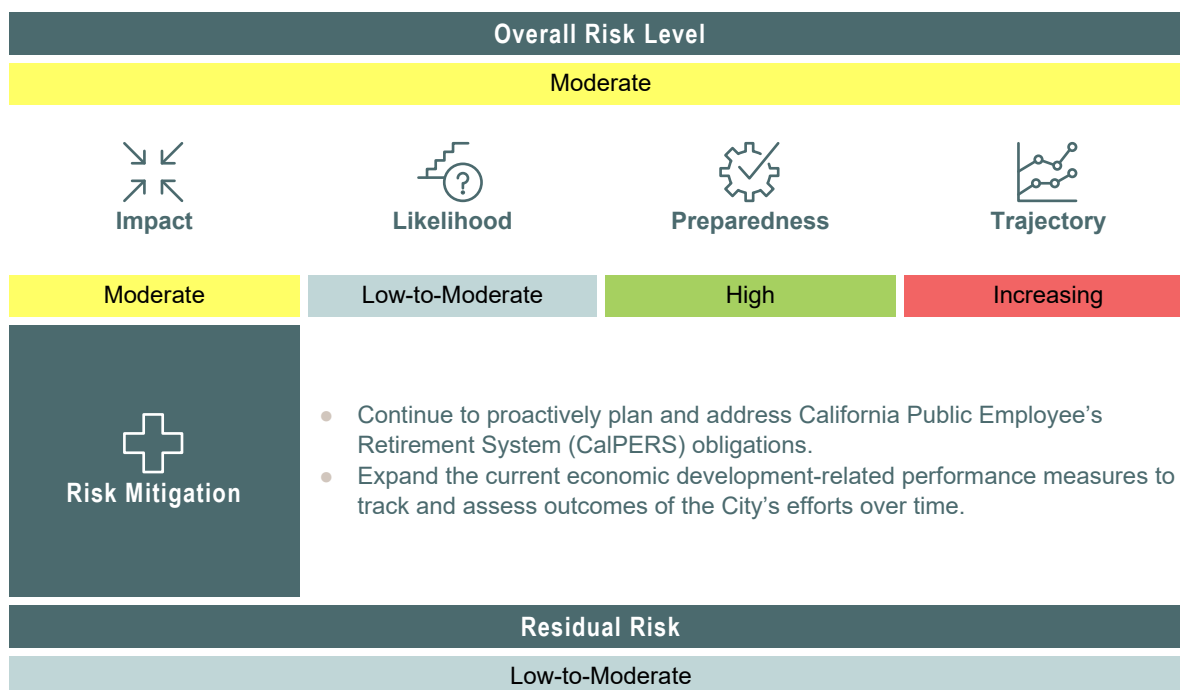 Overall Risk Level
Moderate
Impact
Likelihood
Preparedness
Trajectory
Moderate
Low-to-Moderate
High
Increasing
Risk Mitigation
● Continue to proactively plan and address California Public Employee’s
Retirement System (CalPERS) obligations.
● Expand the current economic development-related performance measures to
track and assess outcomes of the City’s efforts over time.
Residual Risk
Low-to-Moderate